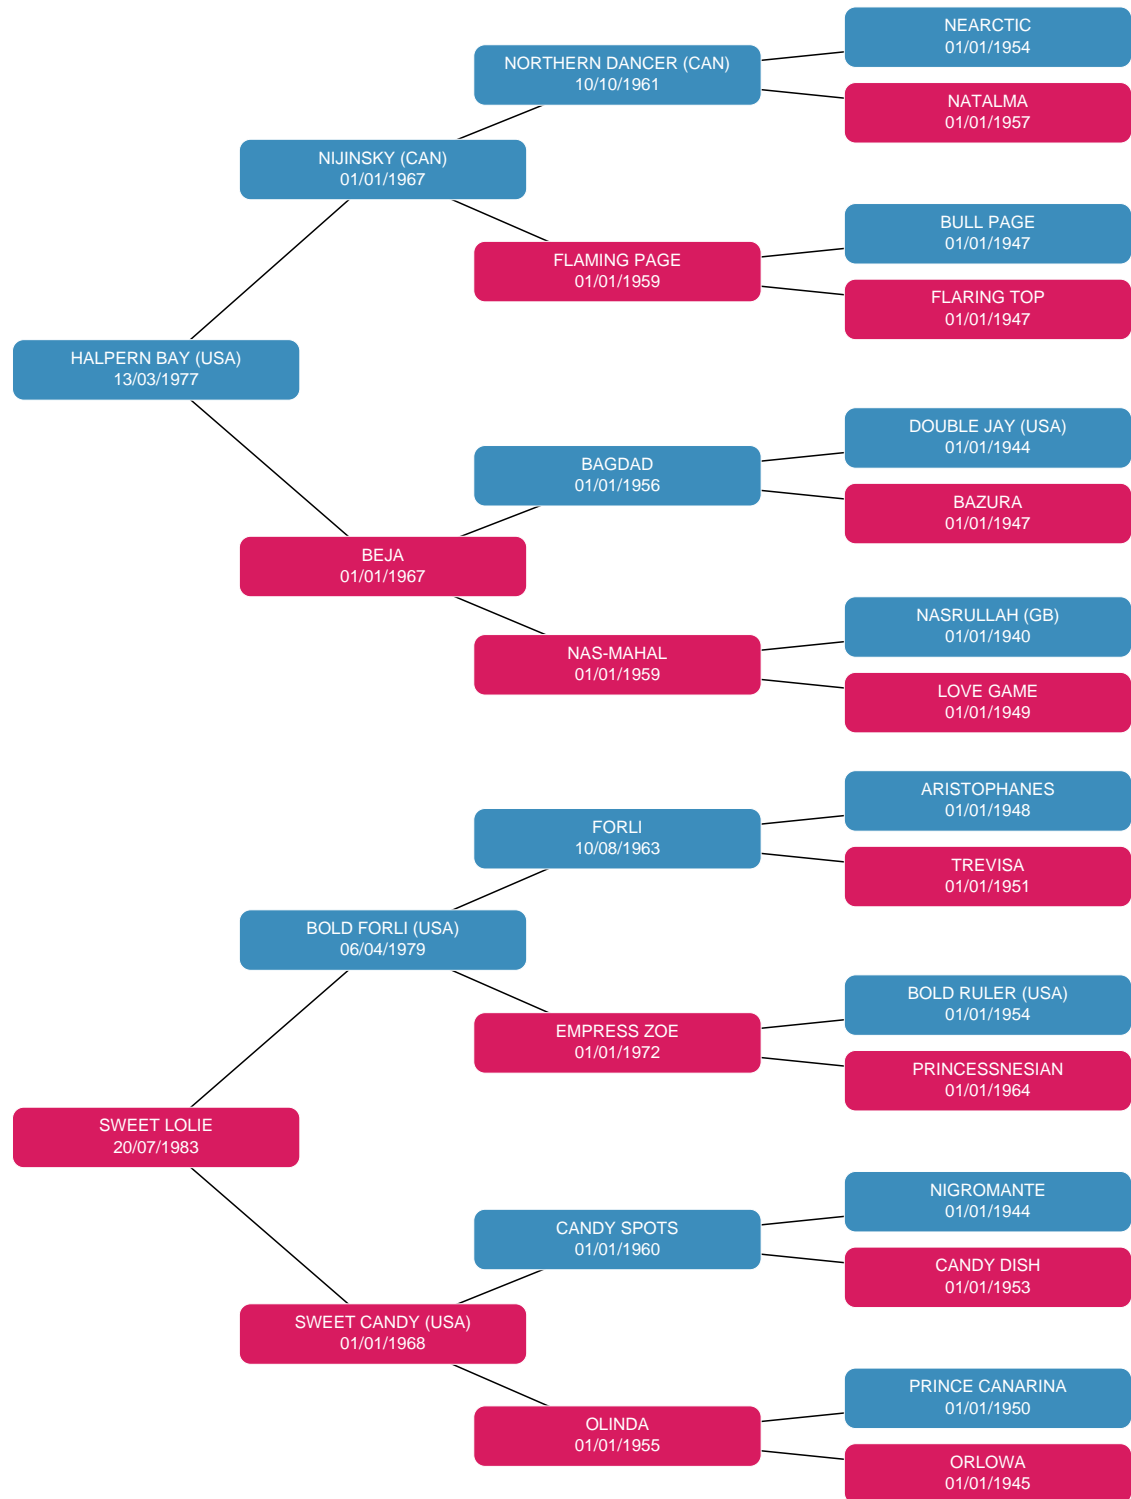 NEARCTIC
01/01/1954
NORTHERN DANCER (CAN)
10/10/1961
NATALMA
01/01/1957
NIJINSKY (CAN)
01/01/1967
BULL PAGE
01/01/1947
FLAMING PAGE
01/01/1959
FLARING TOP
01/01/1947
HALPERN BAY (USA)
13/03/1977
DOUBLE JAY (USA)
01/01/1944
BAGDAD
01/01/1956
BAZURA
01/01/1947
BEJA
01/01/1967
NASRULLAH (GB)
01/01/1940
NAS-MAHAL
01/01/1959
LOVE GAME
01/01/1949
ARISTOPHANES
01/01/1948
FORLI
10/08/1963
TREVISA
01/01/1951
BOLD FORLI (USA)
06/04/1979
BOLD RULER (USA)
01/01/1954
EMPRESS ZOE
01/01/1972
PRINCESSNESIAN
01/01/1964
SWEET LOLIE
20/07/1983
NIGROMANTE
01/01/1944
CANDY SPOTS
01/01/1960
CANDY DISH
01/01/1953
SWEET CANDY (USA)
01/01/1968
PRINCE CANARINA
01/01/1950
OLINDA
01/01/1955
ORLOWA
01/01/1945